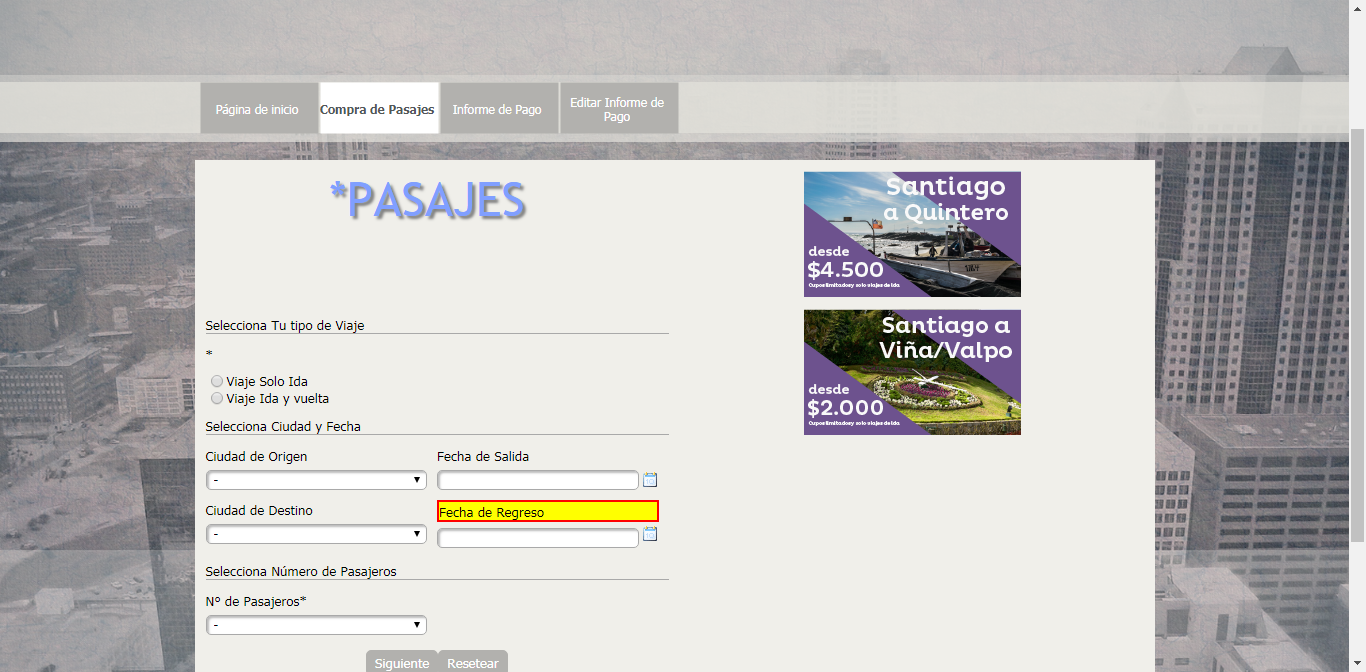 Página de inicio
Compra de Pasajes
Informe de Pago
Editar Informe de
Pago
*PASAJES
Santiago
a Quintero
desde
$4.500
Cupos limitados y solo viajes de ida
Santiago a
Viña/Valpo
desde
$2.000
Cupos limitados y solo viajes de ida
Selecciona Tu tipo de Viaje
*
Viaje Solo Ida
Viaje Ida y vuelta
Selecciona Ciudad y Fecha
Ciudad de Origen
Fecha de Salida
-
Ciudad de Destino
Fecha de Regreso
-
Selecciona Número de Pasajeros
N° de Pasajeros*
-
Siguiente
Resetear